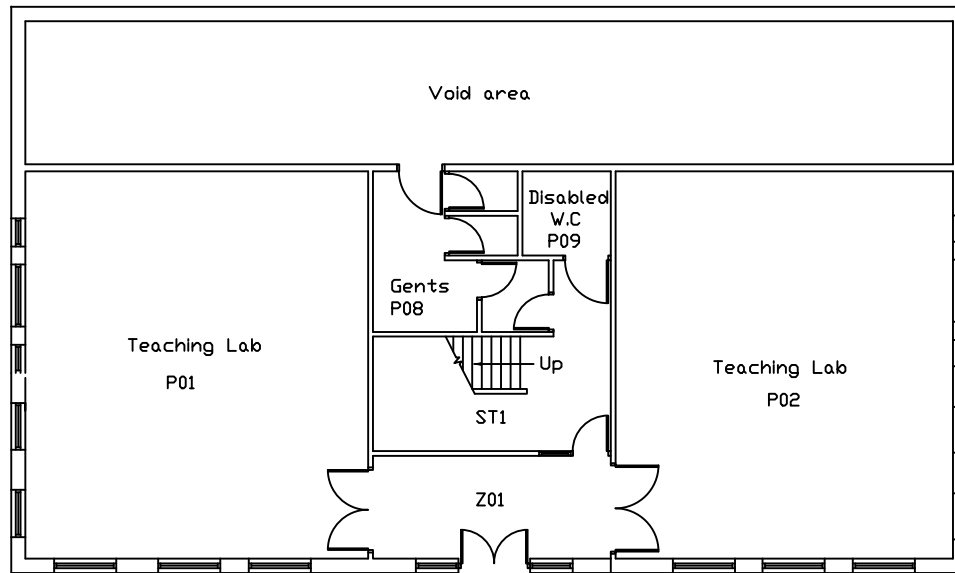 Void area
Disabled
W.C
P09
Gents
P08
Teaching Lab
P01
Up
Teaching Lab
P02
ST1
Z01